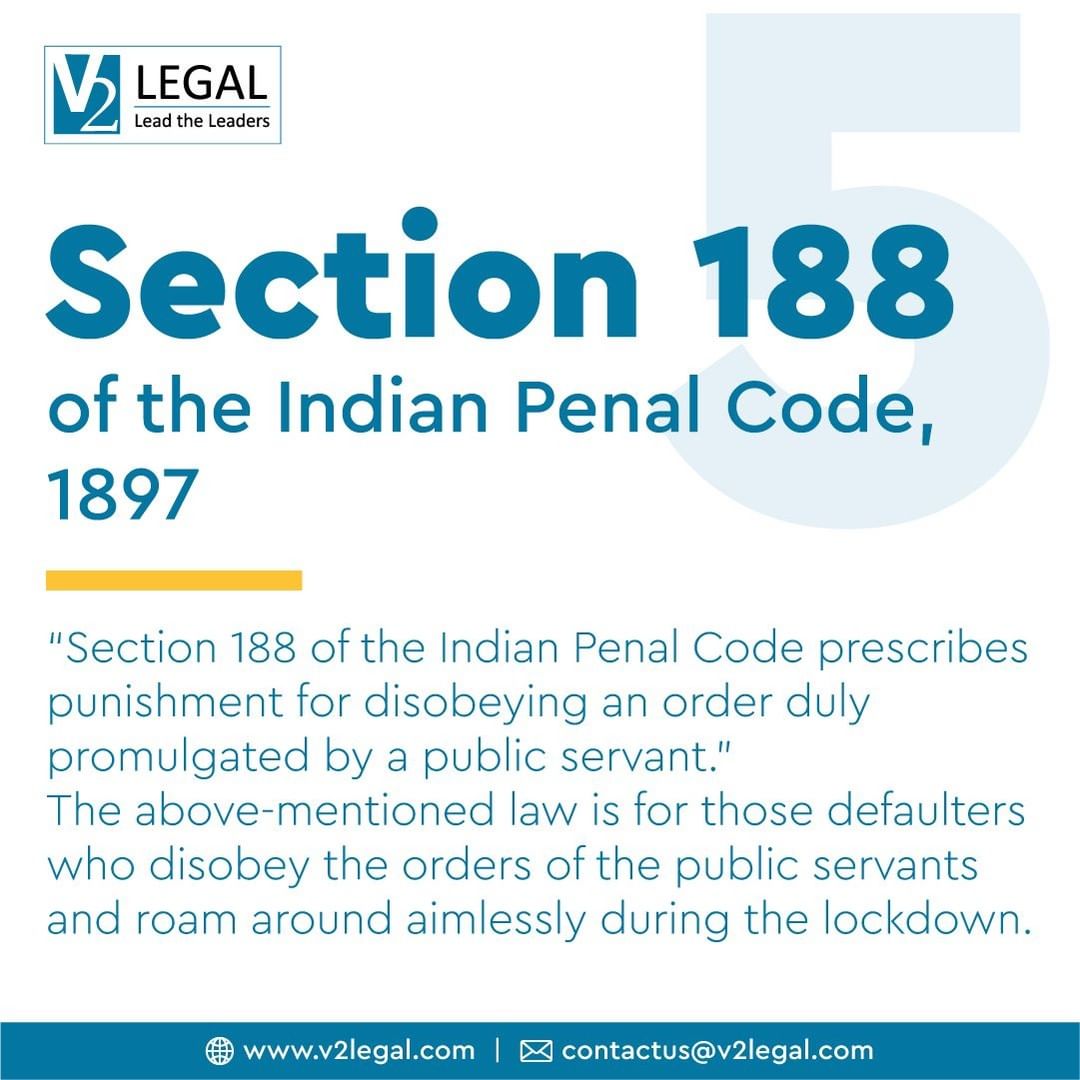 V2 LEGAL
Lead the Leaders
5
Section 188
of the Indian Penal Code,
1897
“Section 188 of the Indian Penal Code prescribes
punishment for disobeying an order duly
promulgated by a public servant.”
The above-mentioned law is for those defaulters
who disobey the orders of the public servants
and roam around aimlessly during the lockdown.
www.v2legal.com | contactus@v2legal.com